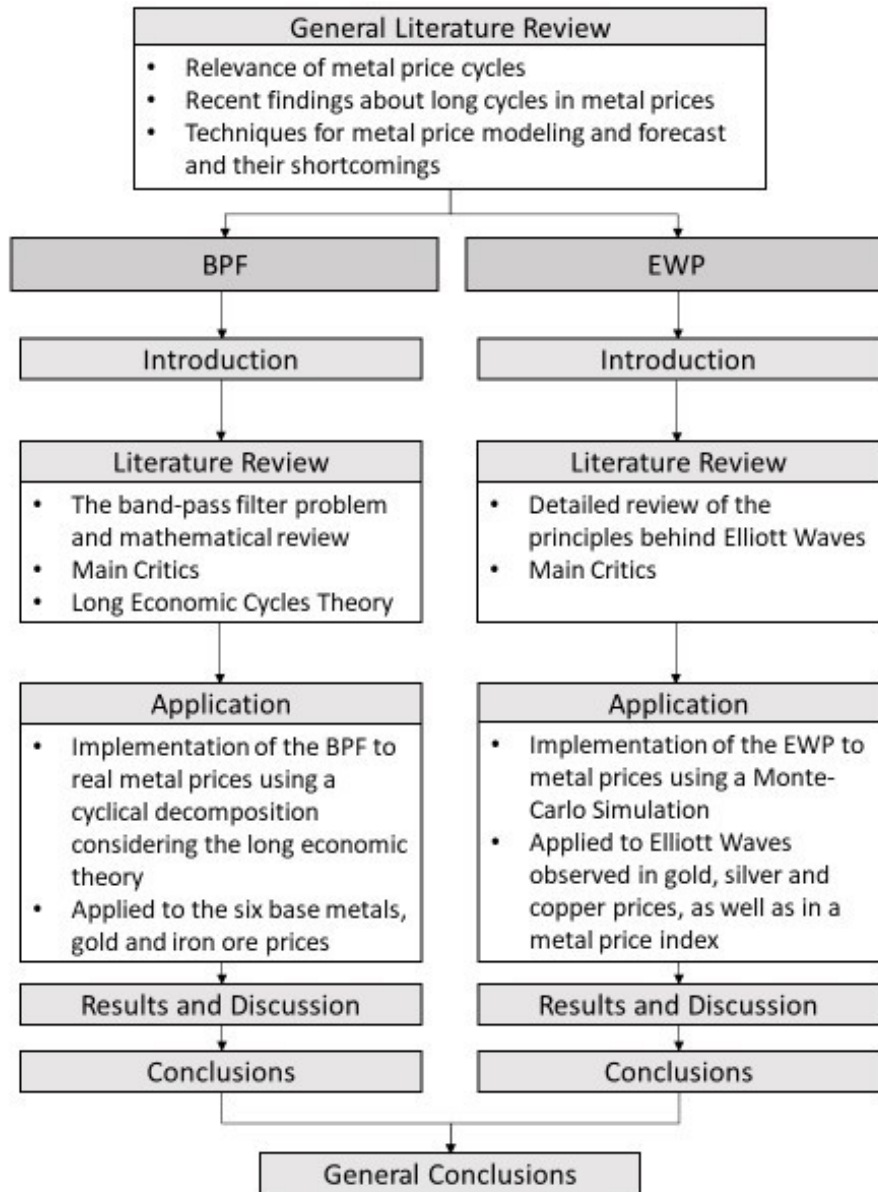 General Literature Review
• Relevance of metal price cycles
• Recent findings about long cycles in metal prices
• Techniques for metal price modeling and forecast
and their shortcomings
BPF
Introduction
Literature Review
• The band-pass filter problem
and mathematical review
• Main Critics
• Long Economic Cycles Theory
Application
• Implementation of the BPF to
real metal prices using a
cyclical decomposition
considering the long economic
theory
• Applied to the six base metals,
gold and iron ore prices
Results and Discussion
Conclusions
EWP
Introduction
Literature Review
• Detailed review of the
principles behind Elliott Waves
• Main Critics
Application
• Implementation of the EWP to
metal prices using a Monte-
Carlo Simulation
• Applied to Elliott Waves
observed in gold, silver and
copper prices, as well as in a
metal price index
Results and Discussion
Conclusions
General Conclusions